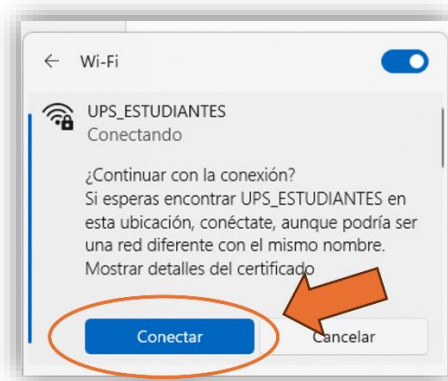 Wi-Fi
UPS_ESTUDIANTES
Conectando
¿Continuar con la conexión?
Si esperas encontrar UPS_ESTUDIANTES en
esta ubicación, conéctate, aunque podría ser
una red diferente con el mismo nombre.
Mostrar detalles del certificado
Conectar
Cancelar